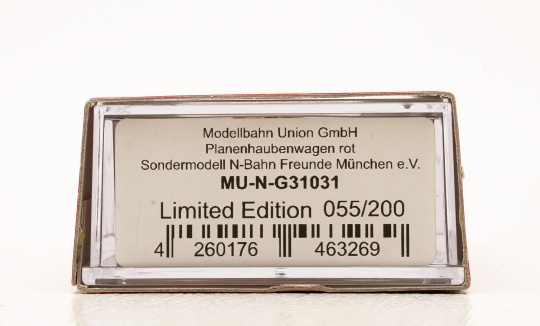 Modellbahn Union GmbH
Planenhaubenwagen rot
Sondermodell N-Bahn Freunde München e.V.
MU-N-G31031
Limited Edition 055/200
4 260176 463269